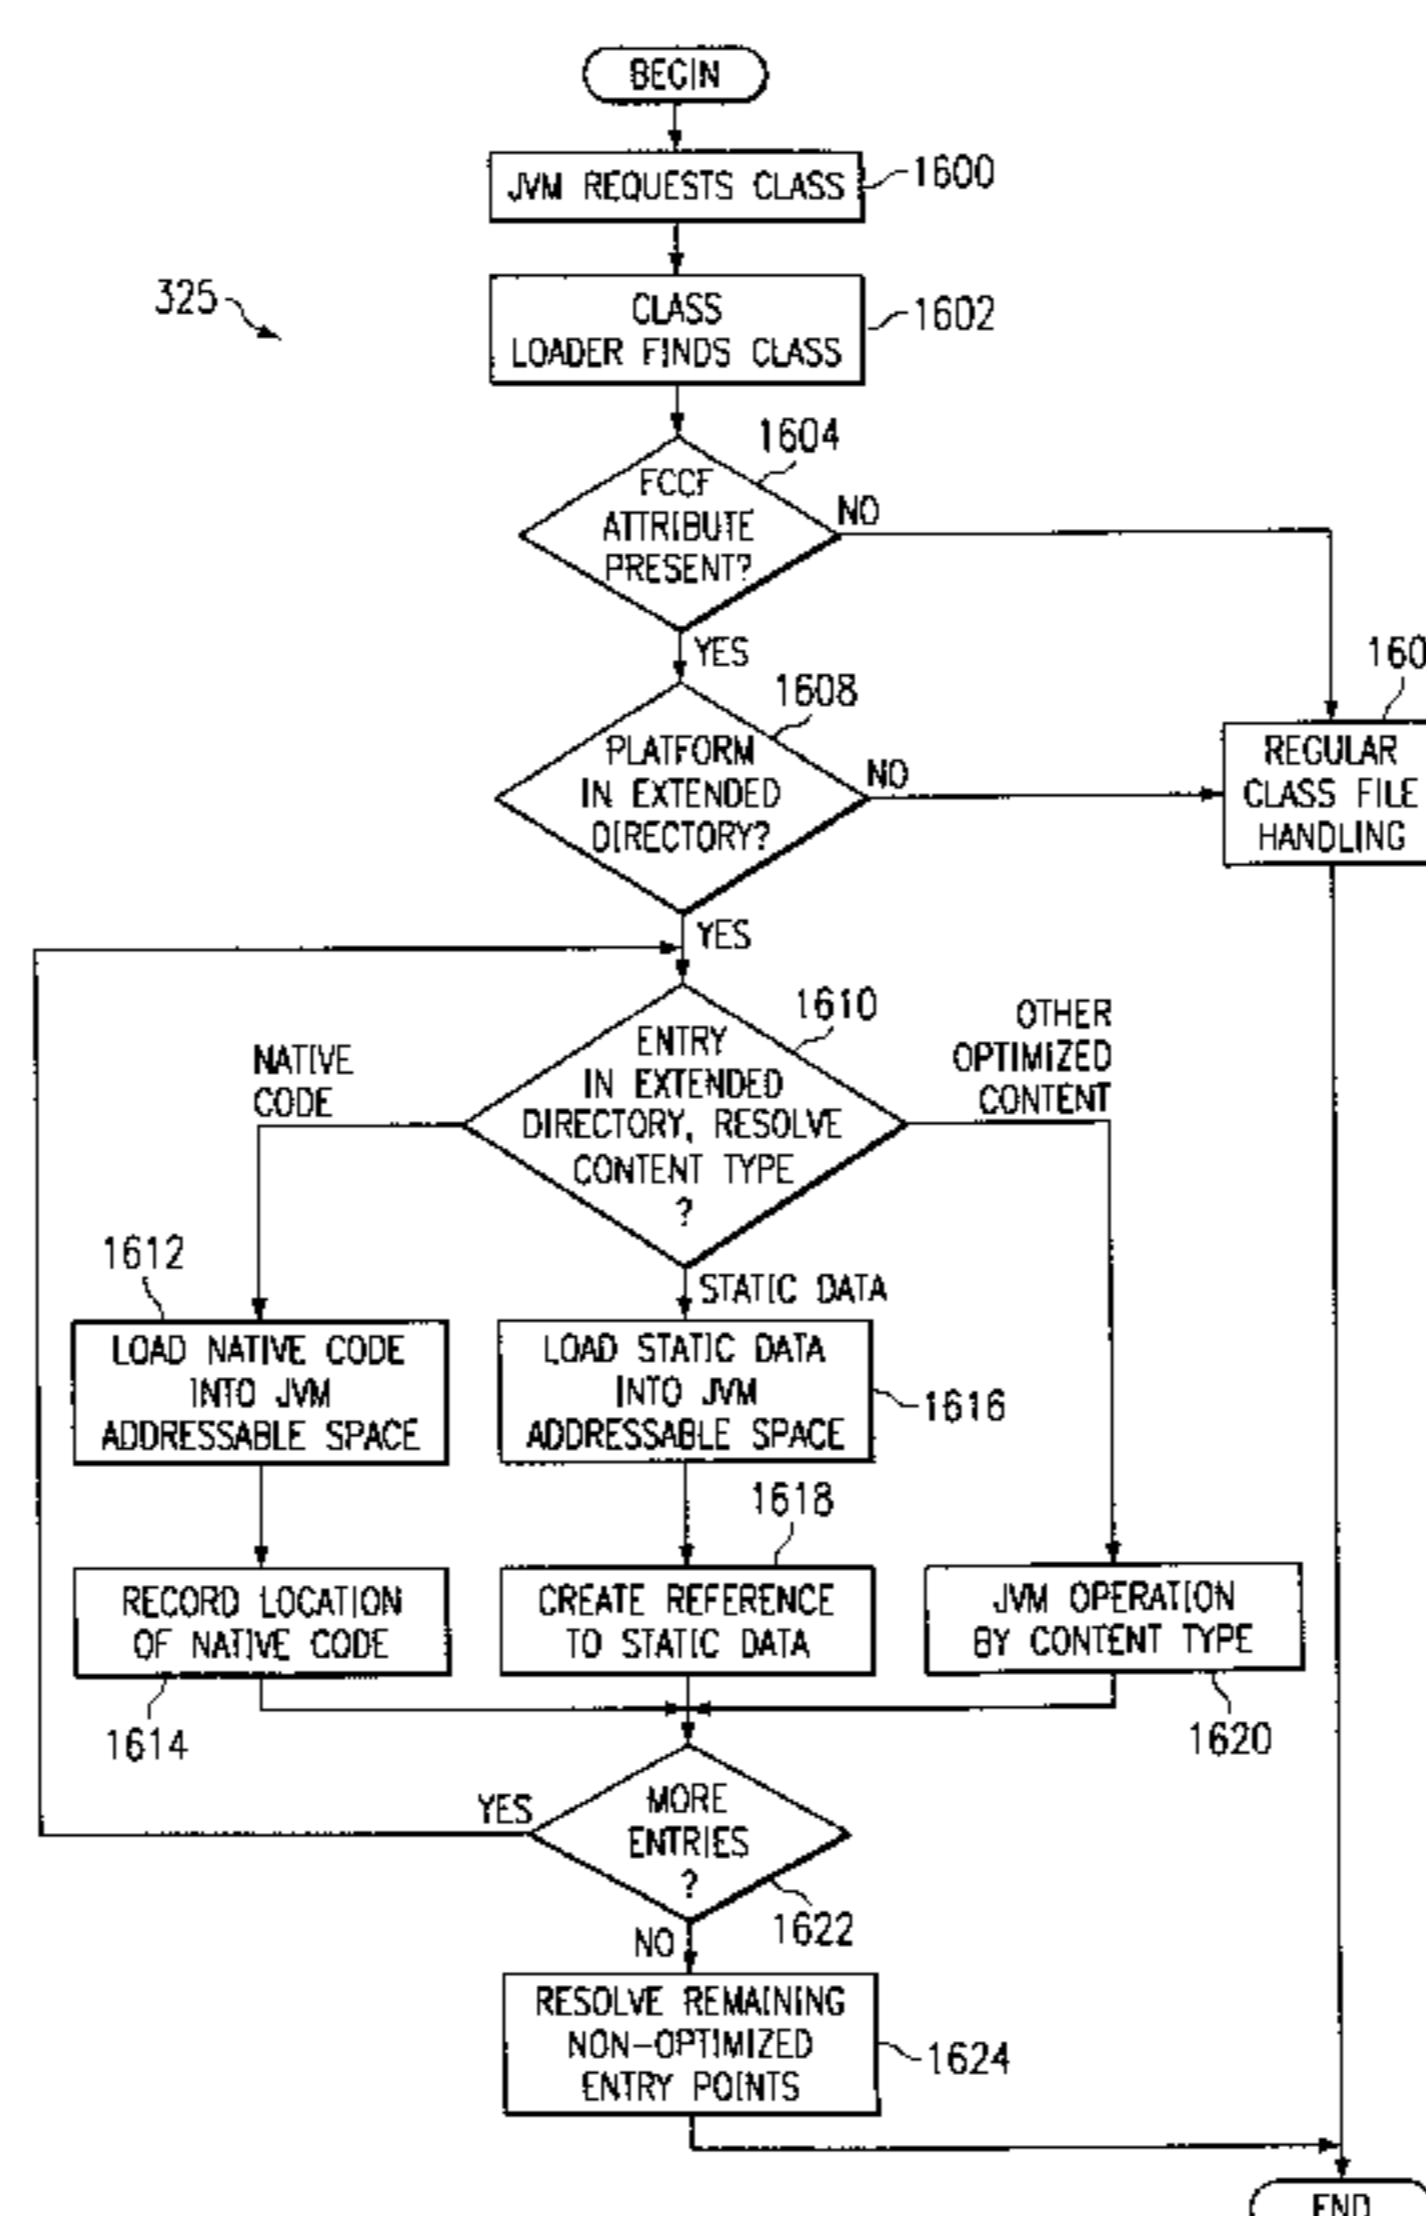 BEGIN
JVM REQUESTS CLASS
1600
325
CLASS
LOADER FINDS CLASS
1602
1604
FCCF
ATTRIBUTE
PRESENT?
NO
YES
160
1608
PLATFORM
IN EXTENDED
DIRECTORY?
NO
REGULAR
CLASS FILE
HANDLING
YES
1610
ENTRY
IN EXTENDED
DIRECTORY, RESOLVE
CONTENT TYPE
?
NATIVE
CODE
OTHER
OPTIMIZED
CONTENT
1612
STATIC DATA
LOAD NATIVE CODE
INTO JVM
ADDRESSABLE SPACE
LOAD STATIC DATA
INTO JVM
ADDRESSABLE SPACE
1616
1618
RECORD LOCATION
OF NATIVE CODE
CREATE REFERENCE
TO STATIC DATA
JVM OPERATION
BY CONTENT TYPE
1614
1620
YES
MORE
ENTRIES
?
1622
NO
RESOLVE REMAINING
NON-OPTIMIZED
ENTRY POINTS
1624
END